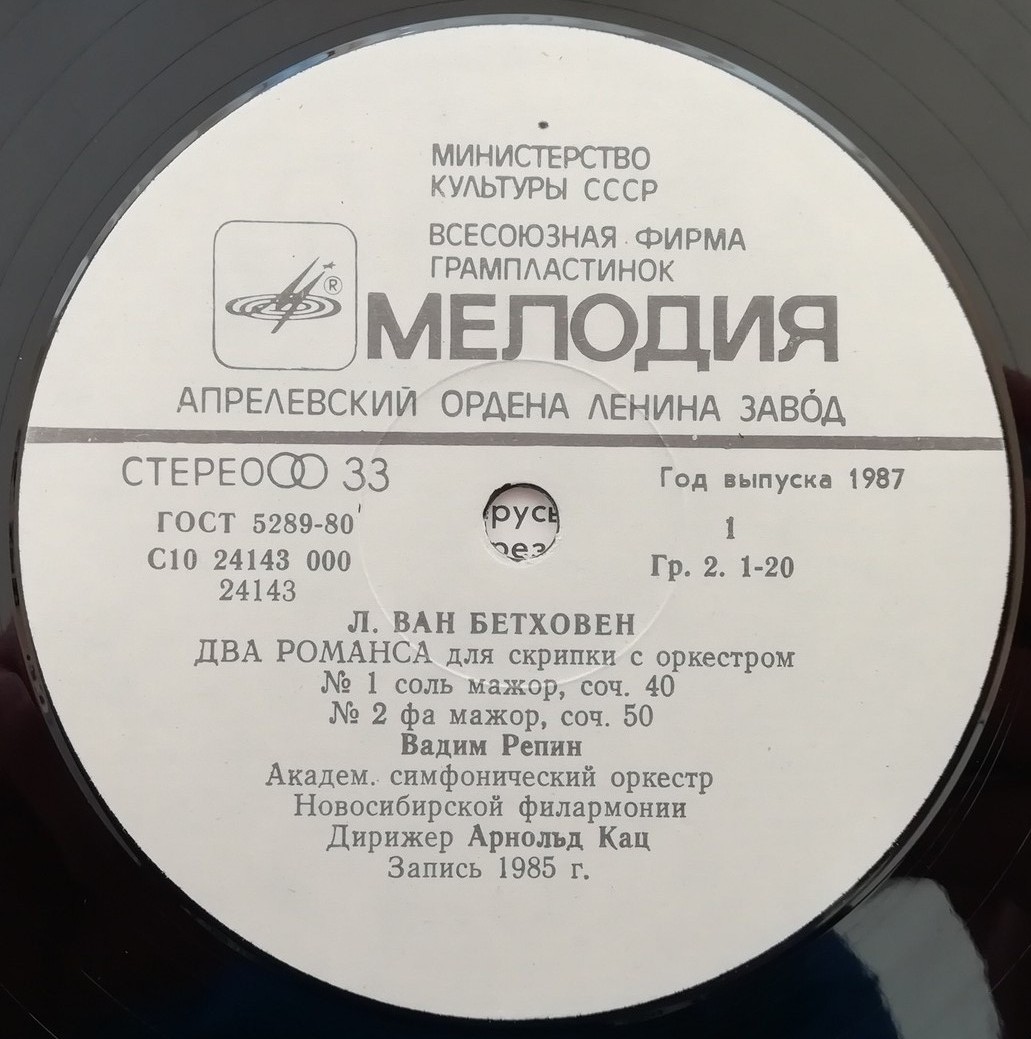 МИНИСТЕРСТВО
КУЛЬТУРЫ СССР
ВСЕСОЮЗНАЯ ФИРМА
ГРАМПЛАСТИНОК
®
МЕЛОДИЯ
АПРЕЛЕВСКИЙ ОРДЕНА ЛЕНИНА ЗАВОД
СТЕРЕО 33
Год выпуска 1987
ГОСТ 5289-80
1
С10 24143 000
Гр. 2. 1-20
24143
Л. ВАН БЕТХОВЕН
ДВА РОМАНСА для скрипки с оркестром
№ 1 соль мажор, соч. 40
№ 2 фа мажор, соч. 50
Вадим Репин
Академ. симфонический оркестр
Новосибирской филармонии
Дирижер Арнольд Кац
Запись 1985 г.